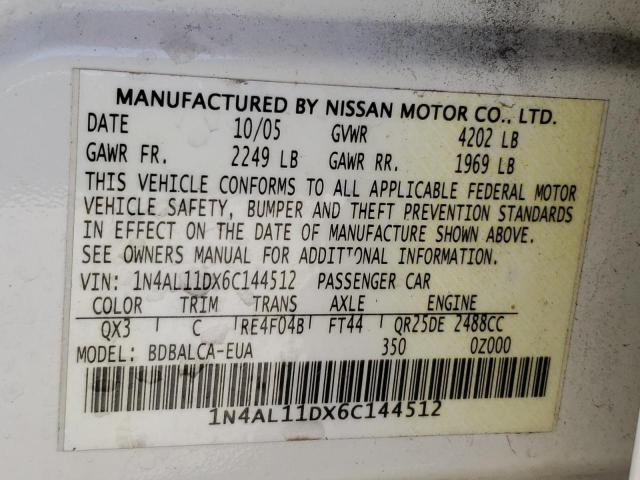 MANUFACTURED BY NISSAN MOTOR CO., LTD.
DATE 10/05 GVWR 4202 LB
GAWR FR. 2249 LB GAWR RR. 1969 LB
THIS VEHICLE CONFORMS TO ALL APPLICABLE FEDERAL MOTOR
VEHICLE SAFETY, BUMPER AND THEFT PREVENTION STANDARDS
IN EFFECT ON THE DATE OF MANUFACTURE SHOWN ABOVE.
SEE OWNERS MANUAL FOR ADDITIONAL INFORMATION.
VIN: 1N4AL11DX6C144512 PASSENGER CAR
COLOR TRIM TRANS AXLE ENGINE
QX3 C RE4F04B FT44 QR25DE 2488CC
MODEL: BDBALCA-EUA 350 0Z000
1N4AL11DX6C144512